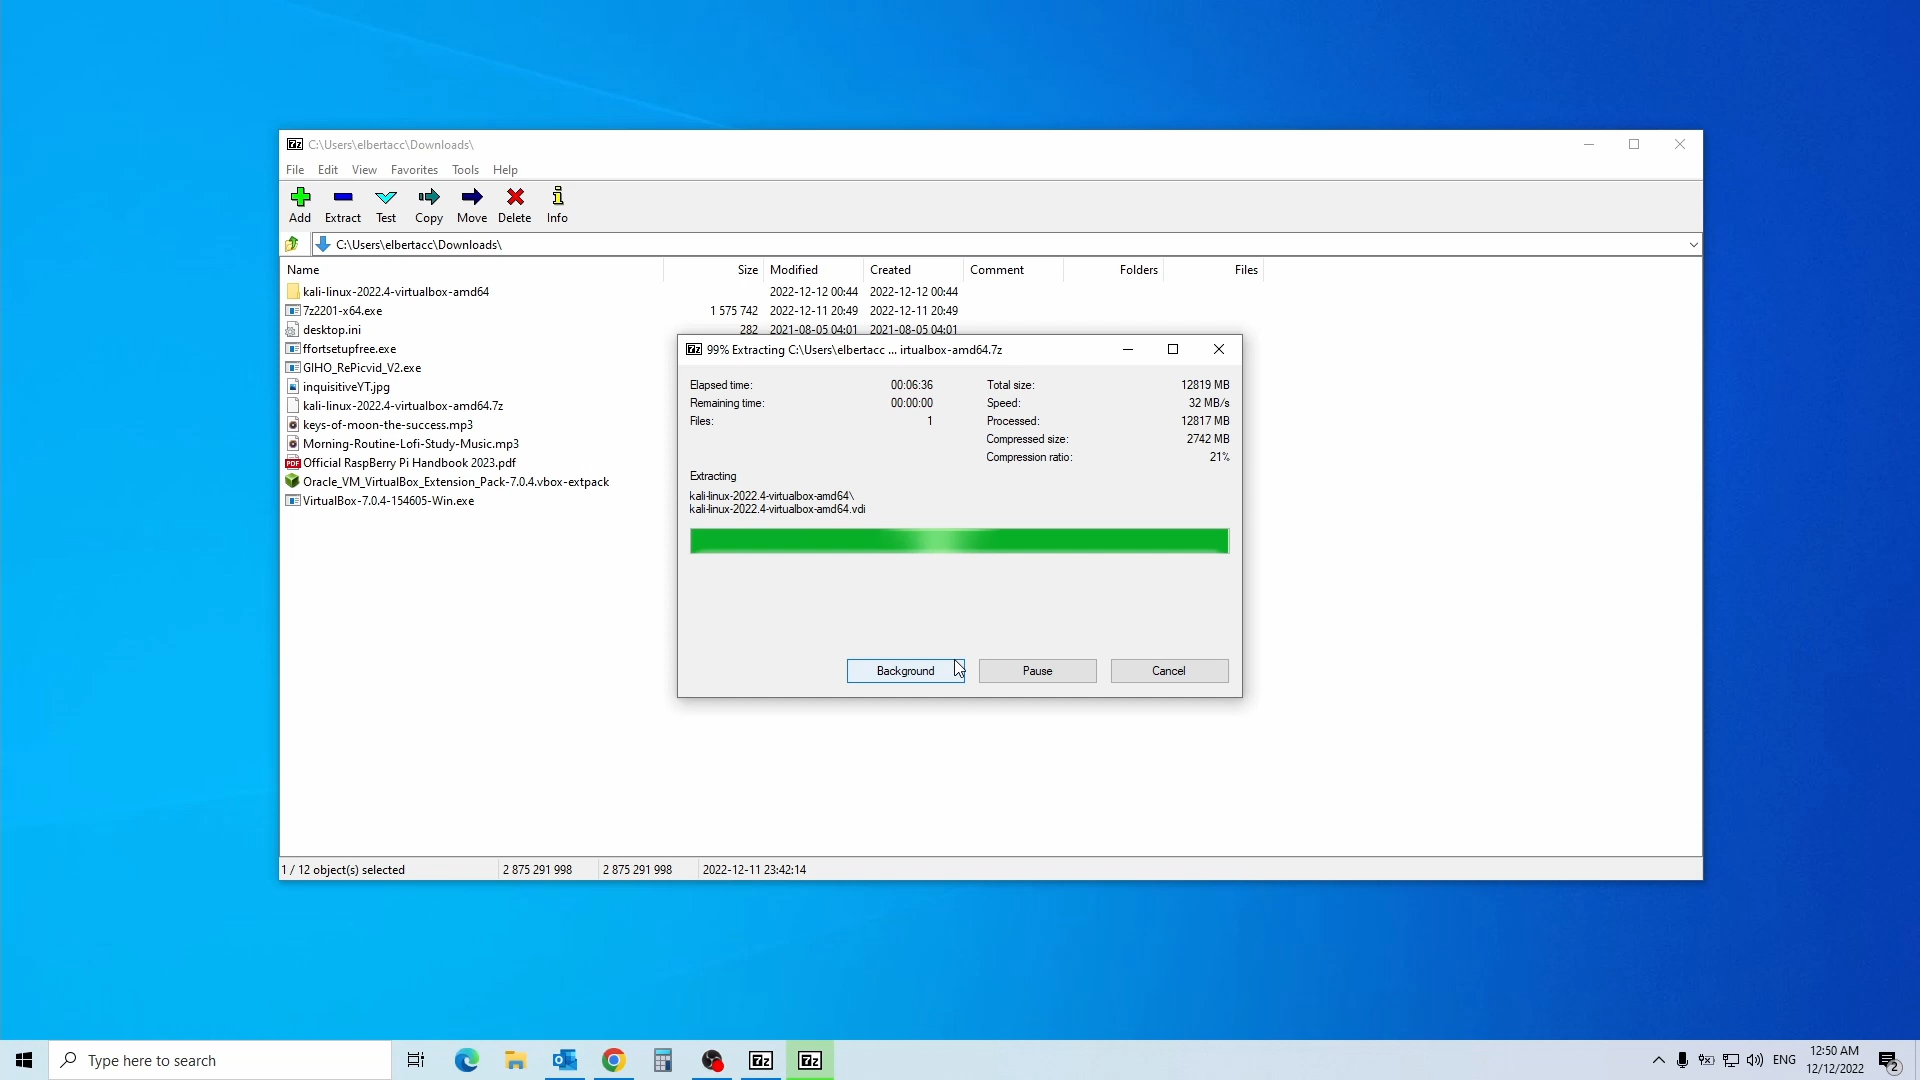 7z C:\Users\elbertacc\Downloads\
File Edit View Favorites Tools Help
Add Extract Test Copy Move Delete Info
C:\Users\elbertacc\Downloads\
Name Size Modified Created Comment Folders Files
kali-linux-2022.4-virtualbox-amd64 2022-12-12 00:44 2022-12-12 00:44
7z2201-x64.exe 1 575 742 2022-12-11 20:49 2022-12-11 20:49
desktop.ini 282 2021-08-05 04:01 2021-08-05 04:01
ffortsetupfree.exe
GIHO_RePicvid_V2.exe
inquisitiveYT.jpg
kali-linux-2022.4-virtualbox-amd64.7z
keys-of-moon-the-success.mp3
Morning-Routine-Lofi-Study-Music.mp3
PDF Official RaspBerry Pi Handbook 2023.pdf
Oracle_VM_VirtualBox_Extension_Pack-7.0.4.vbox-extpack
VirtualBox-7.0.4-154605-Win.exe
7z 99% Extracting C:\Users\elbertacc ... irtualbox-amd64.7z
Elapsed time: 00:06:36 Total size: 12819 MB
Remaining time: 00:00:00 Speed: 32 MB/s
Files: 1 Processed: 12817 MB
Compressed size: 2742 MB
Compression ratio: 21%
Extracting
kali-linux-2022.4-virtualbox-amd64\
kali-linux-2022.4-virtualbox-amd64.vdi
Background Pause Cancel
1 / 12 object(s) selected 2 875 291 998 2 875 291 998 2022-12-11 23:42:14
Type here to search 7z 7z ENG 12:50 AM
12/12/2022 2